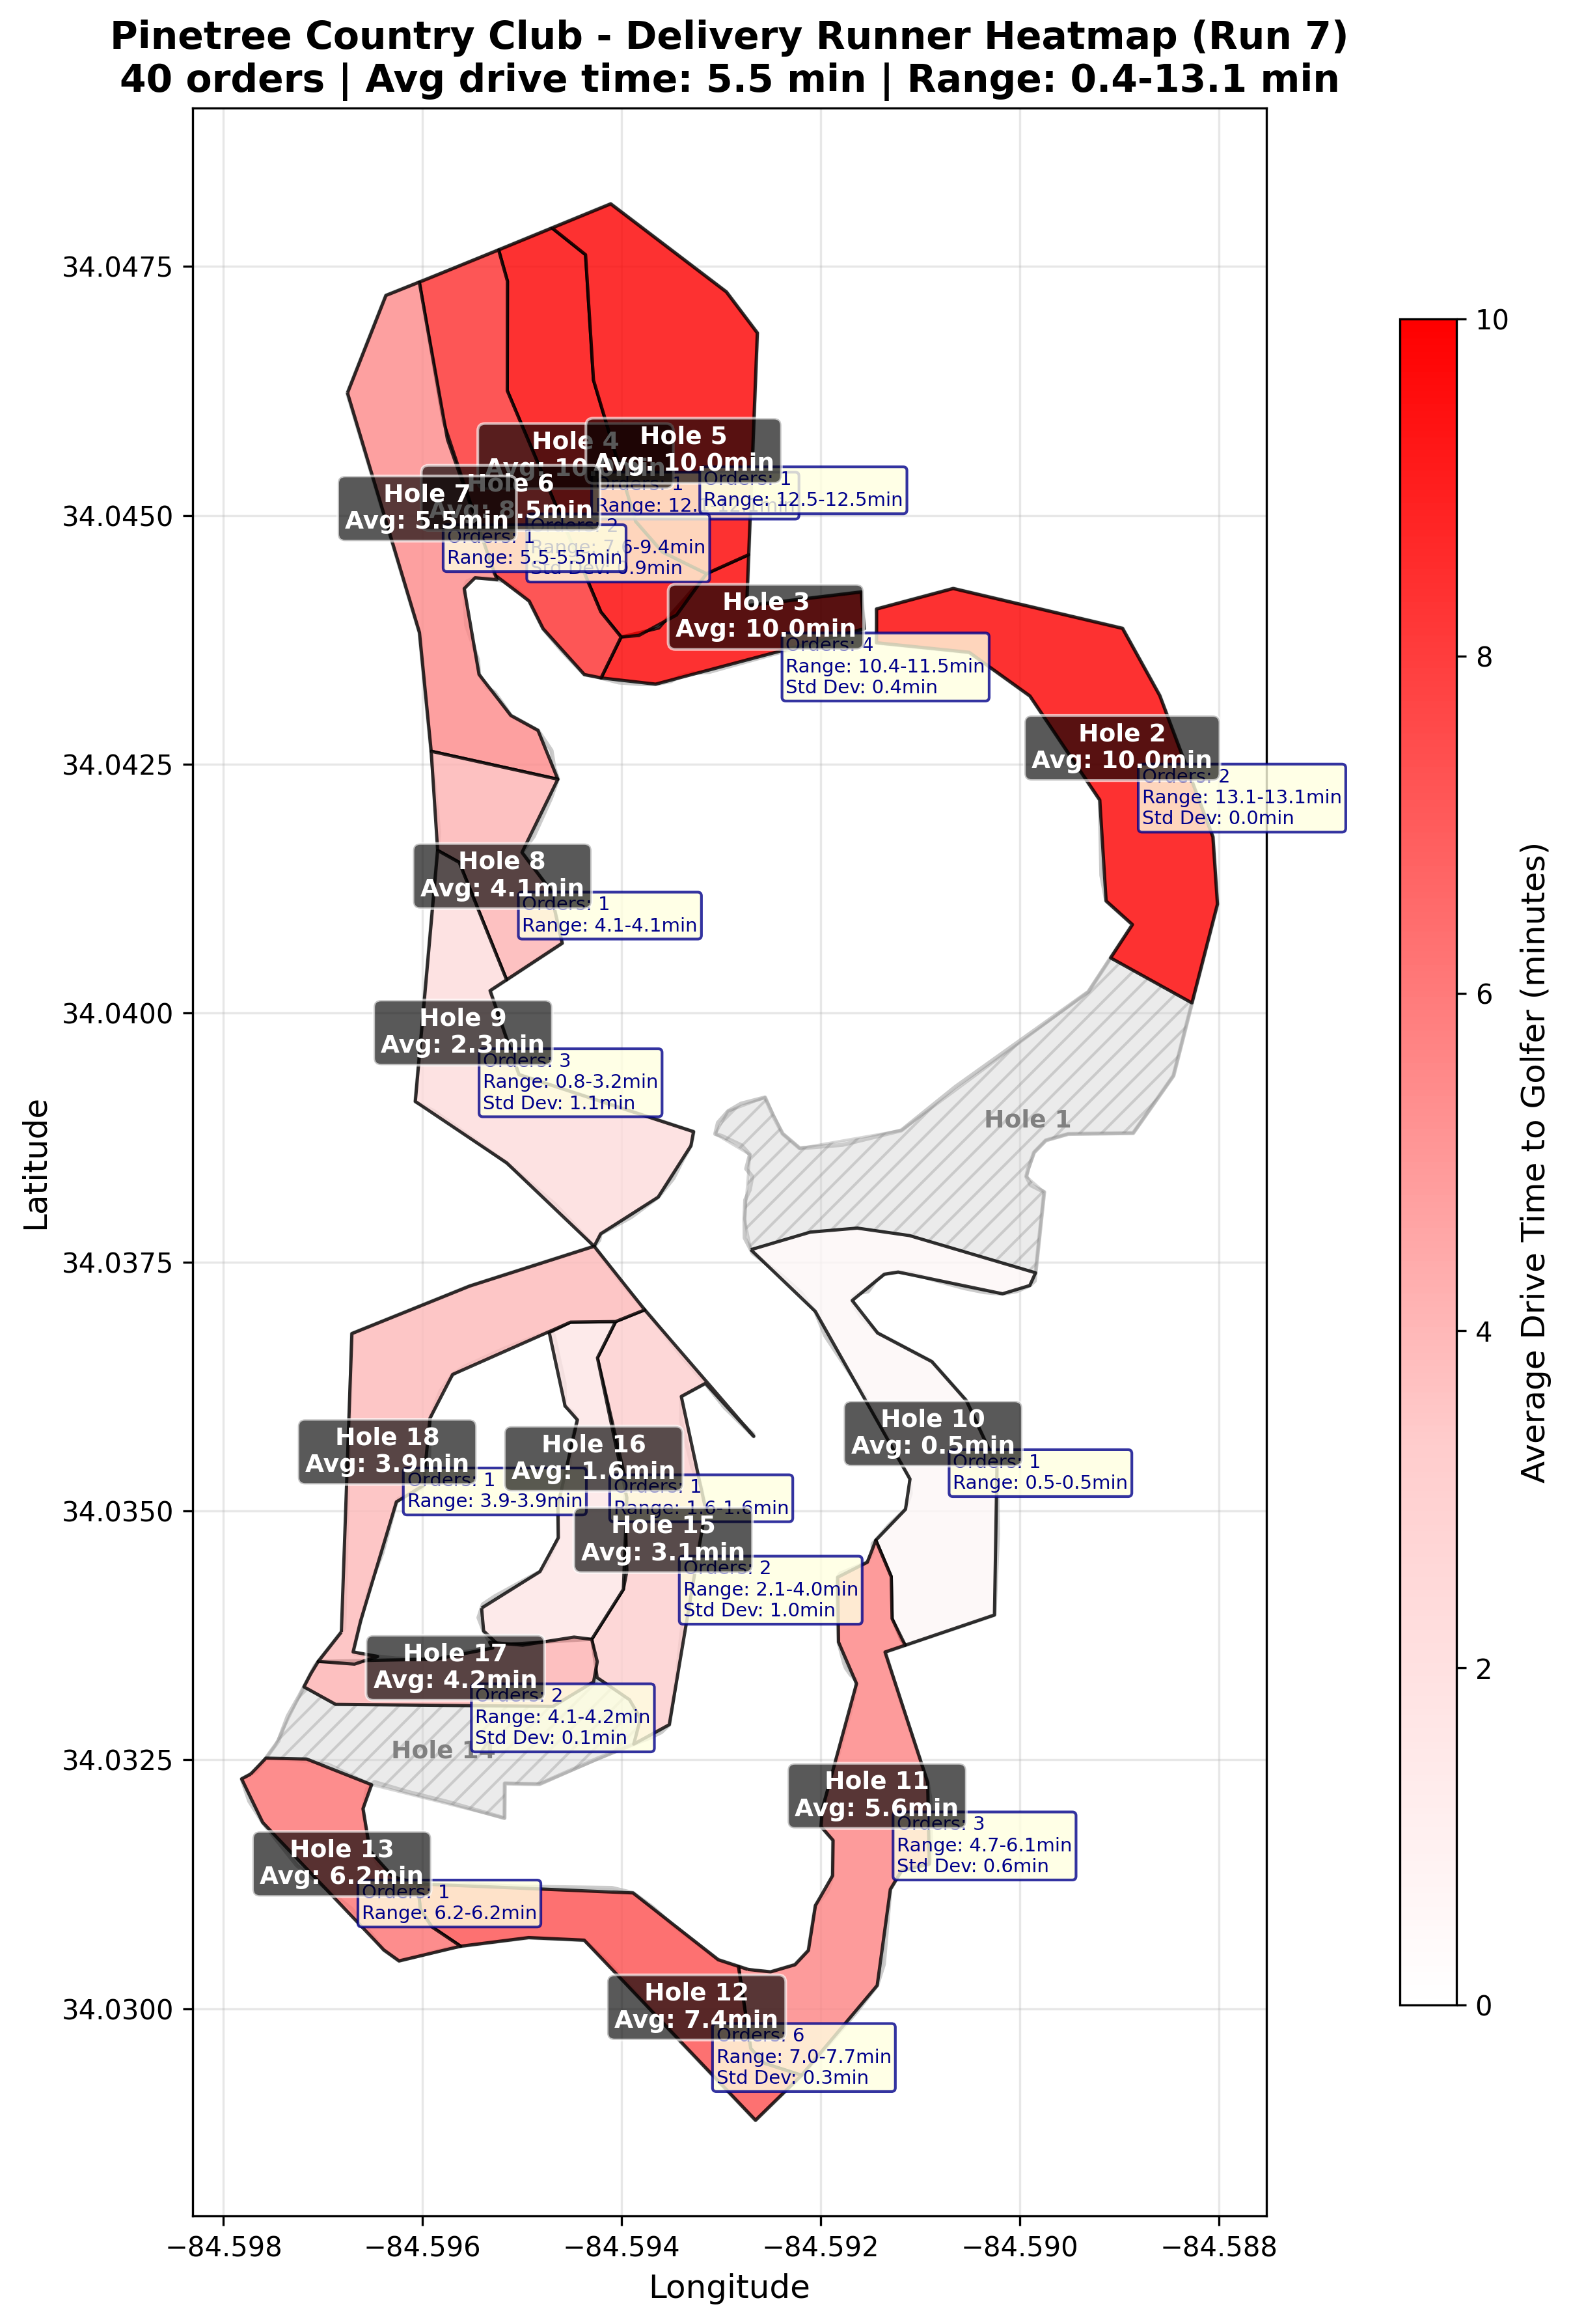 Pinetree Country Club - Delivery Runner Heatmap (Run 7)
40 orders | Avg drive time: 5.5 min | Range: 0.4-13.1 min
34.0475
34.0450
34.0425
34.0400
34.0375
34.0350
34.0325
34.0300
Latitude
−84.598
−84.596
−84.594
−84.592
−84.590
−84.588
Longitude
10
8
6
4
2
0
Average Drive Time to Golfer (minutes)
Hole 4
Avg: 10.
Orders: 1
Range: 12.
Hole 5
Avg: 10.0min
Orders: 1
Range: 12.5-12.5min
Hole 6
Avg: 8.5min
Orders: 2
Range: 7.6-9.4min
Std Dev: 0.9min
Hole 7
Avg: 5.5min
Orders: 1
Range: 5.5-5.5min
Hole 3
Avg: 10.0min
Orders: 4
Range: 10.4-11.5min
Std Dev: 0.4min
Hole 2
Avg: 10.0min
Orders: 2
Range: 13.1-13.1min
Std Dev: 0.0min
Hole 8
Avg: 4.1min
Orders: 1
Range: 4.1-4.1min
Hole 9
Avg: 2.3min
Orders: 3
Range: 0.8-3.2min
Std Dev: 1.1min
Hole 1
Hole 10
Avg: 0.5min
Orders: 1
Range: 0.5-0.5min
Hole 18
Avg: 3.9min
Orders: 1
Range: 3.9-3.9min
Hole 16
Avg: 1.6min
Orders: 1
Range: 1.6-1.6min
Hole 15
Avg: 3.1min
Orders: 2
Range: 2.1-4.0min
Std Dev: 1.0min
Hole 17
Avg: 4.2min
Orders: 2
Range: 4.1-4.2min
Std Dev: 0.1min
Hole 14
Hole 11
Avg: 5.6min
Orders: 3
Range: 4.7-6.1min
Std Dev: 0.6min
Hole 13
Avg: 6.2min
Orders: 1
Range: 6.2-6.2min
Hole 12
Avg: 7.4min
Orders: 6
Range: 7.0-7.7min
Std Dev: 0.3min